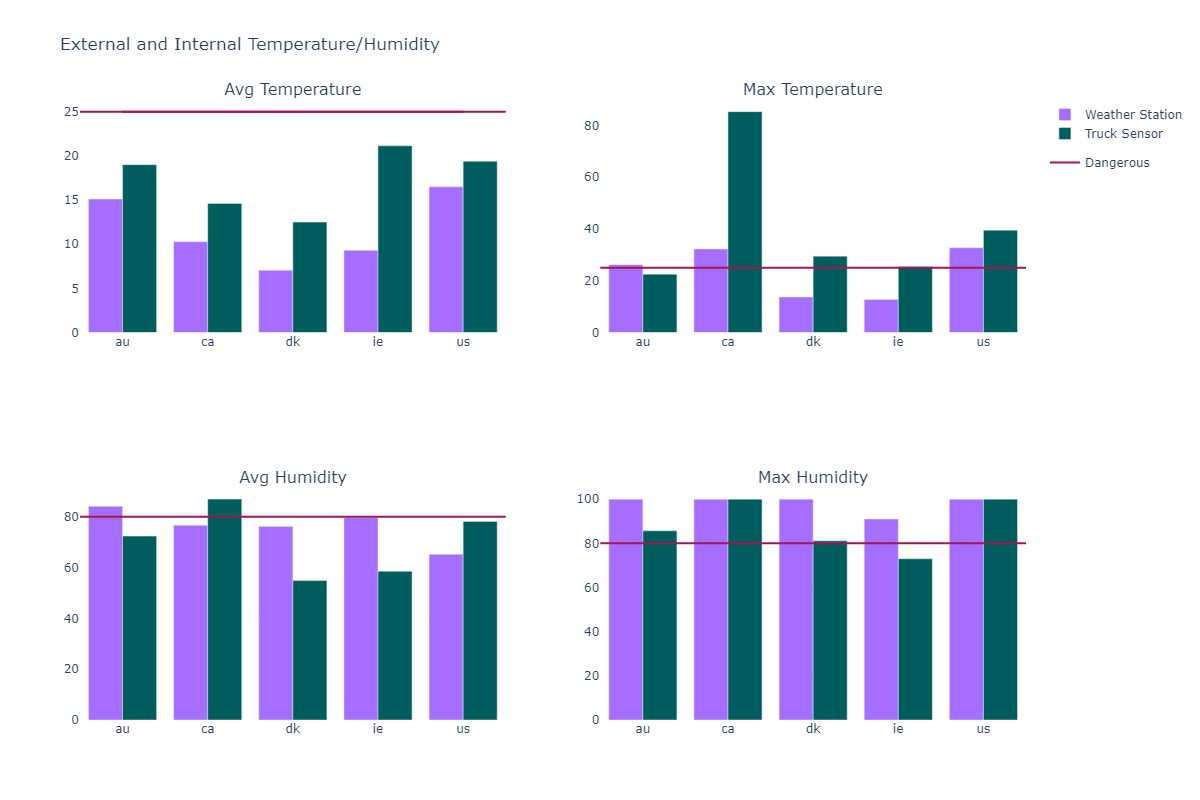 External and Internal Temperature/Humidity
Avg Temperature
25
20
15
10
5
0
au ca dk ie us
Max Temperature
80
60
40
20
0
au ca dk ie us
Weather Station
Truck Sensor
Dangerous
Avg Humidity
80
60
40
20
0
au ca dk ie us
Max Humidity
100
80
60
40
20
0
au ca dk ie us